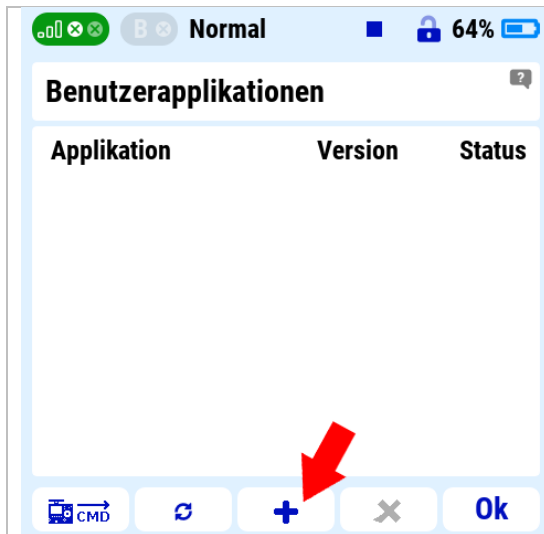 B Normal 64%
Benutzerapplikationen ?
Applikation Version Status
CMD Ok